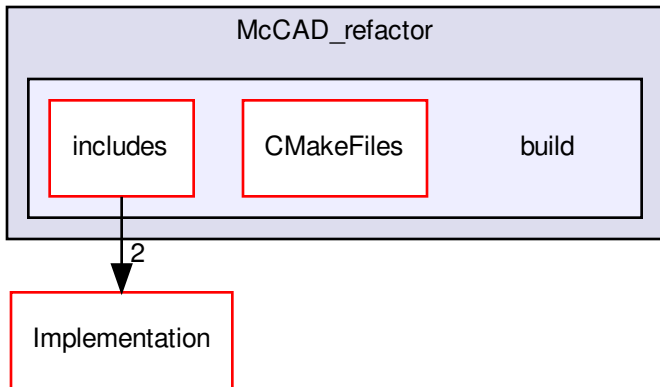 McCAD_refactor
includes
CMakeFiles
build
2
Implementation